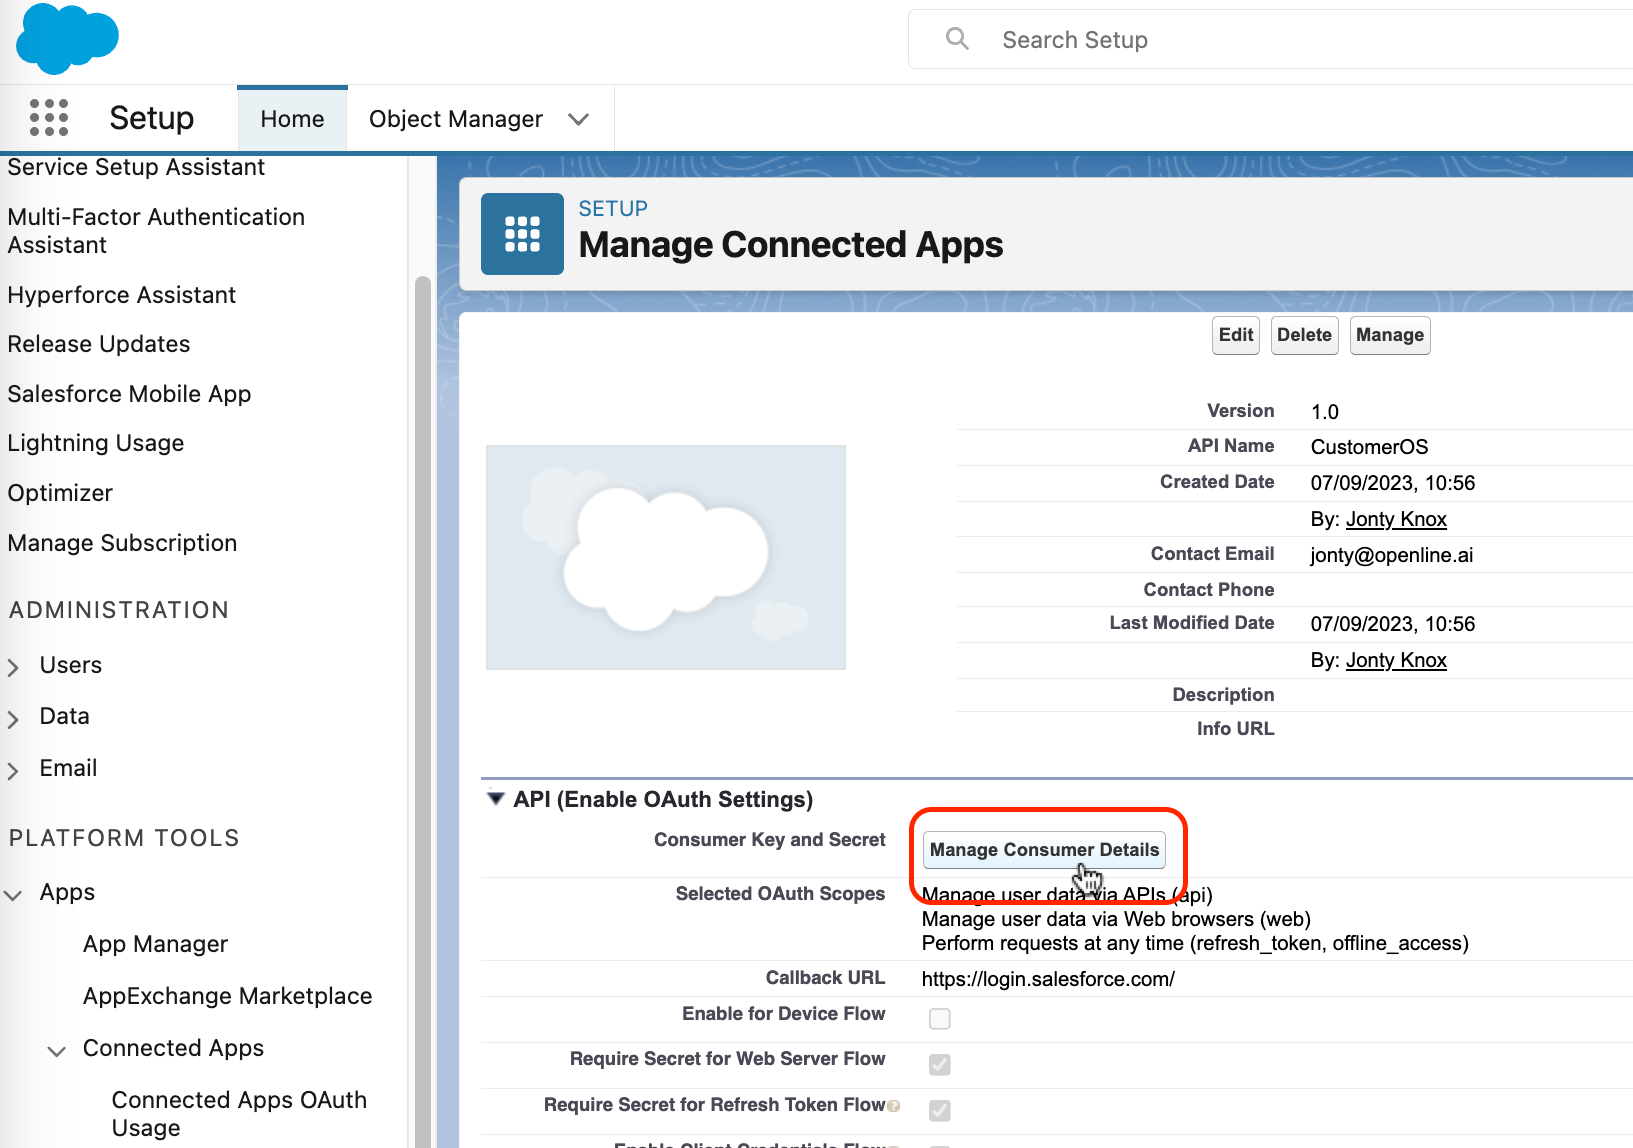 Search Setup
Setup
Home
Object Manager
Service Setup Assistant
Multi-Factor Authentication
Assistant
Hyperforce Assistant
Release Updates
Salesforce Mobile App
Lightning Usage
Optimizer
Manage Subscription
ADMINISTRATION
Users
Data
Email
PLATFORM TOOLS
Apps
App Manager
AppExchange Marketplace
Connected Apps
Connected Apps OAuth
Usage
SETUP
Manage Connected Apps
Edit Delete Manage
Version 1.0
API Name CustomerOS
Created Date 07/09/2023, 10:56
By: Jonty Knox
Contact Email jonty@openline.ai
Contact Phone
Last Modified Date 07/09/2023, 10:56
By: Jonty Knox
Description
Info URL
API (Enable OAuth Settings)
Consumer Key and Secret Manage Consumer Details
Selected OAuth Scopes Manage user data via APIs (api)
Manage user data via Web browsers (web)
Perform requests at any time (refresh_token, offline_access)
Callback URL https://login.salesforce.com/
Enable for Device Flow
Require Secret for Web Server Flow
Require Secret for Refresh Token Flow
Enable Client Credentials Flow